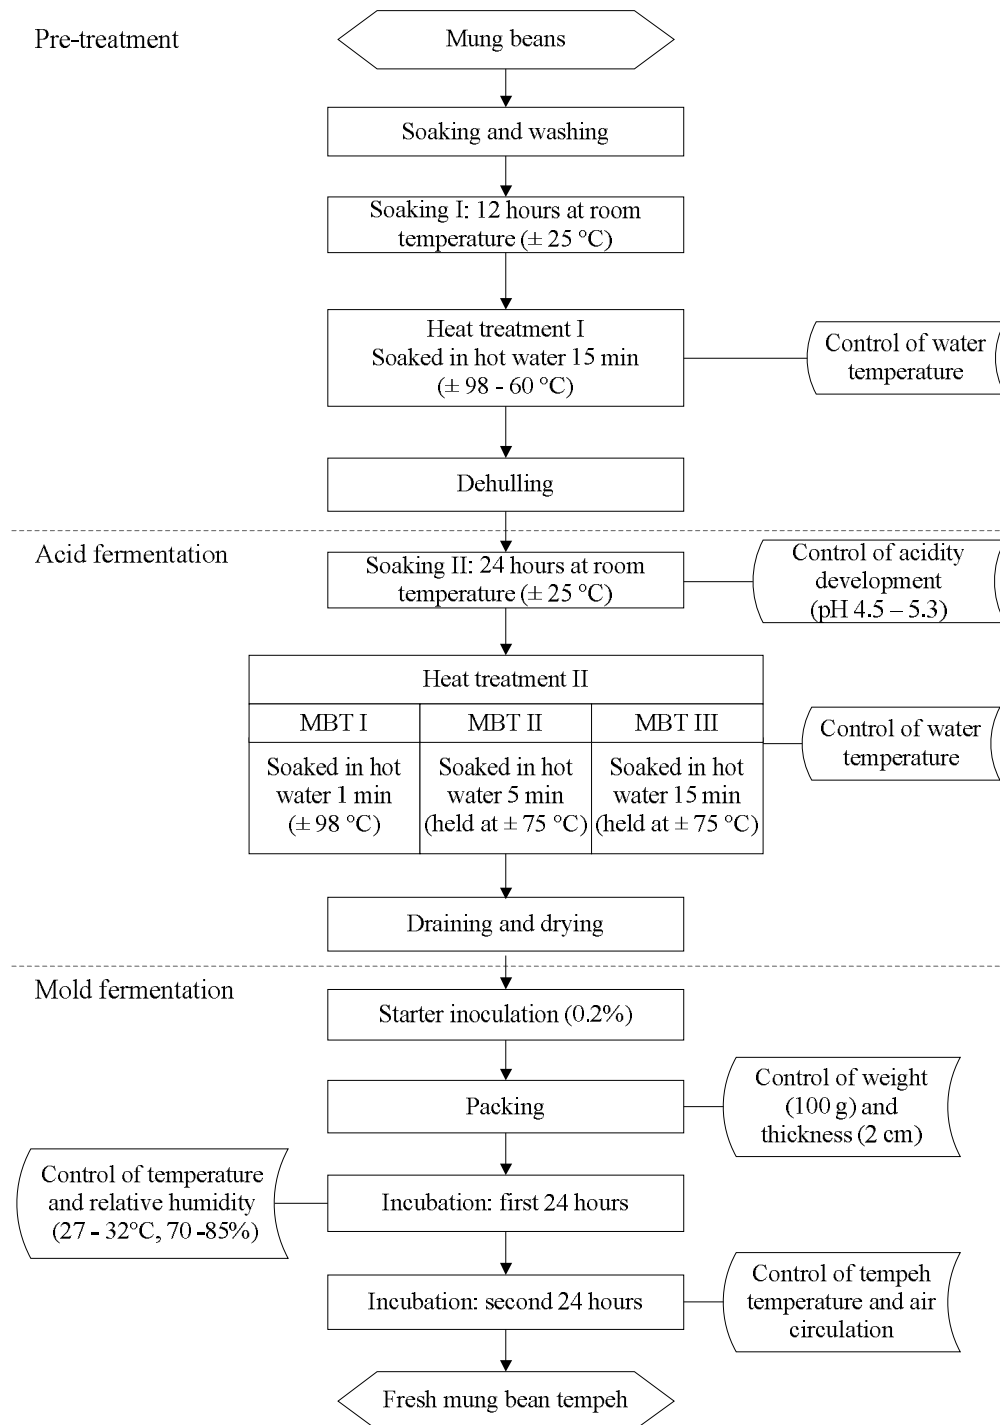 Pre-treatment
Mung beans
Soaking and washing
Soaking I: 12 hours at room
temperature (± 25 °C)
Heat treatment I
Soaked in hot water 15 min
(± 98 - 60 °C)
Control of water
temperature
Dehulling
Acid fermentation
Soaking II: 24 hours at room
temperature (± 25 °C)
Control of acidity
development
(pH 4.5 – 5.3)
Heat treatment II
MBT I
MBT II
MBT III
Soaked in hot
water 1 min
(± 98 °C)
Soaked in hot
water 5 min
(held at ± 75 °C)
Soaked in hot
water 15 min
(held at ± 75 °C)
Control of water
temperature
Draining and drying
Mold fermentation
Starter inoculation (0.2%)
Packing
Control of weight
(100 g) and
thickness (2 cm)
Control of temperature
and relative humidity
(27 - 32°C, 70 -85%)
Incubation: first 24 hours
Incubation: second 24 hours
Control of tempeh
temperature and air
circulation
Fresh mung bean tempeh